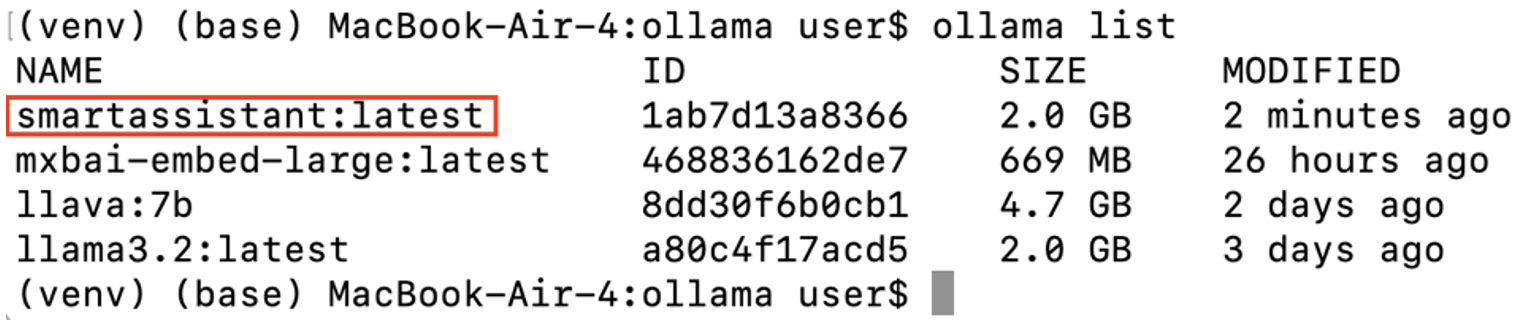 (venv) (base) MacBook-Air-4:ollama user$ ollama list
NAME ID SIZE MODIFIED
smartassistant:latest 1ab7d13a8366 2.0 GB 2 minutes ago
mxbai-embed-large:latest 468836162de7 669 MB 26 hours ago
llava:7b 8dd30f6b0cb1 4.7 GB 2 days ago
llama3.2:latest a80c4f17acd5 2.0 GB 3 days ago
(venv) (base) MacBook-Air-4:ollama user$